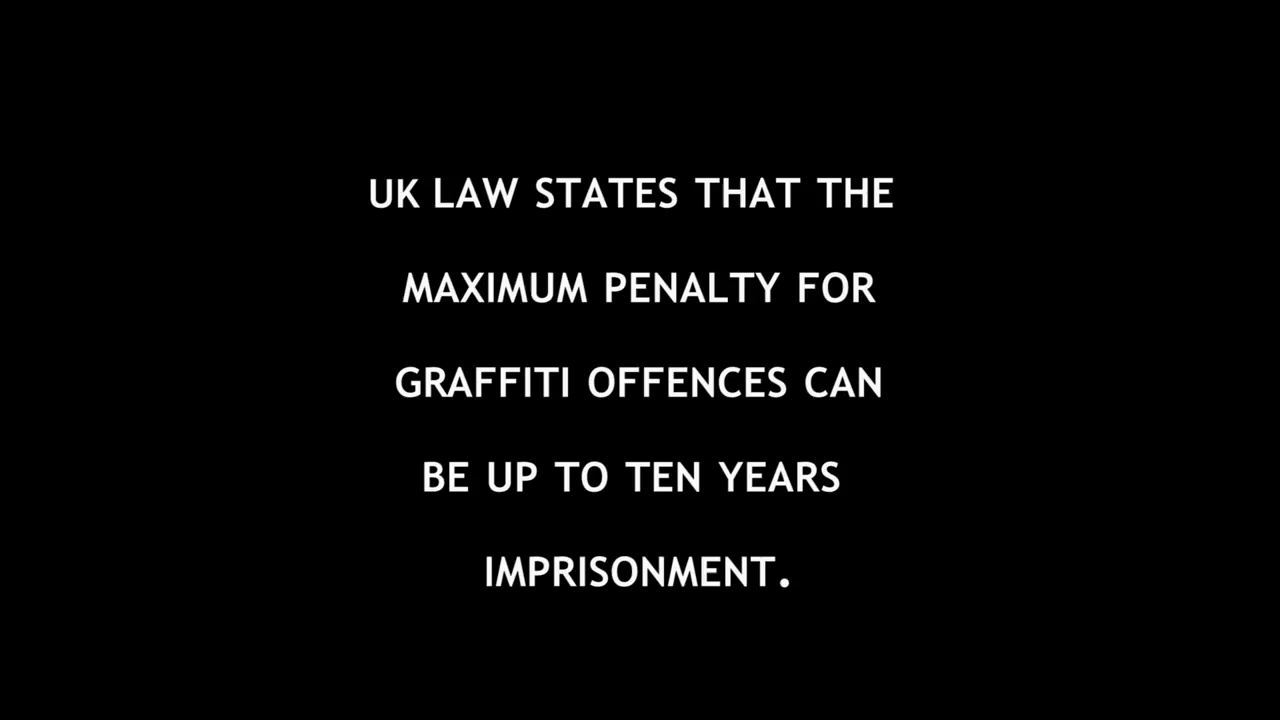 UK LAW STATES THAT THE
MAXIMUM PENALTY FOR
GRAFFITI OFFENCES CAN
BE UP TO TEN YEARS
IMPRISONMENT.